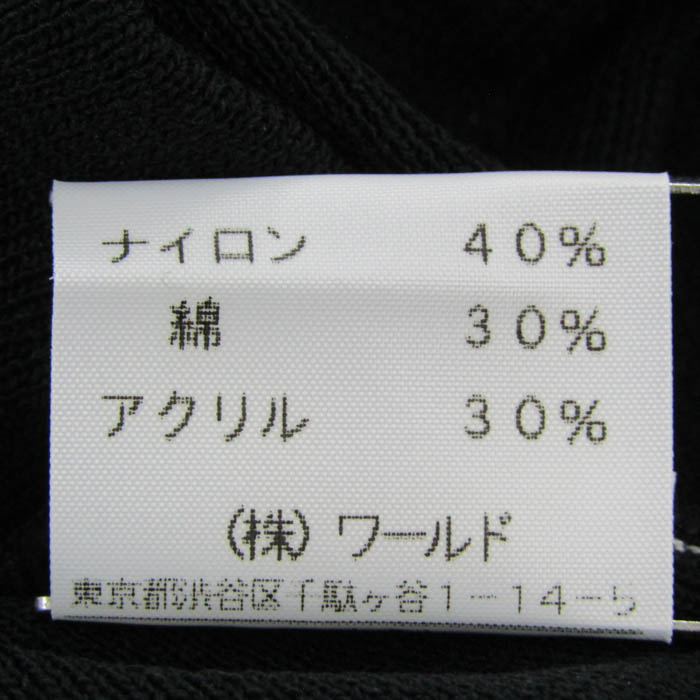 ナイロン 40%
綿 30%
アクリル 30%
(株)ワールド
東京都渋谷区千駄ヶ谷1-14-5